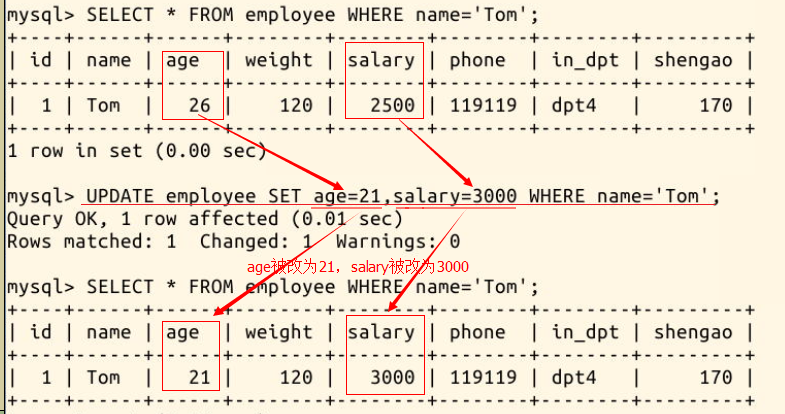 mysql> SELECT * FROM employee WHERE name='Tom';
+----+------+------+--------+--------+--------+--------+---------+
| id | name | age | weight | salary | phone | in_dpt | shengao |
+----+------+------+--------+--------+--------+--------+---------+
| 1 | Tom | 26 | 120 | 2500 | 119119 | dpt4 | 170 |
+----+------+------+--------+--------+--------+--------+---------+
1 row in set (0.00 sec)
mysql> UPDATE employee SET age=21,salary=3000 WHERE name='Tom';
Query OK, 1 row affected (0.01 sec)
Rows matched: 1 Changed: 1 Warnings: 0
age被改为21，salary被改为3000
mysql> SELECT * FROM employee WHERE name='Tom';
+----+------+------+--------+--------+--------+--------+---------+
| id | name | age | weight | salary | phone | in_dpt | shengao |
+----+------+------+--------+--------+--------+--------+---------+
| 1 | Tom | 21 | 120 | 3000 | 119119 | dpt4 | 170 |